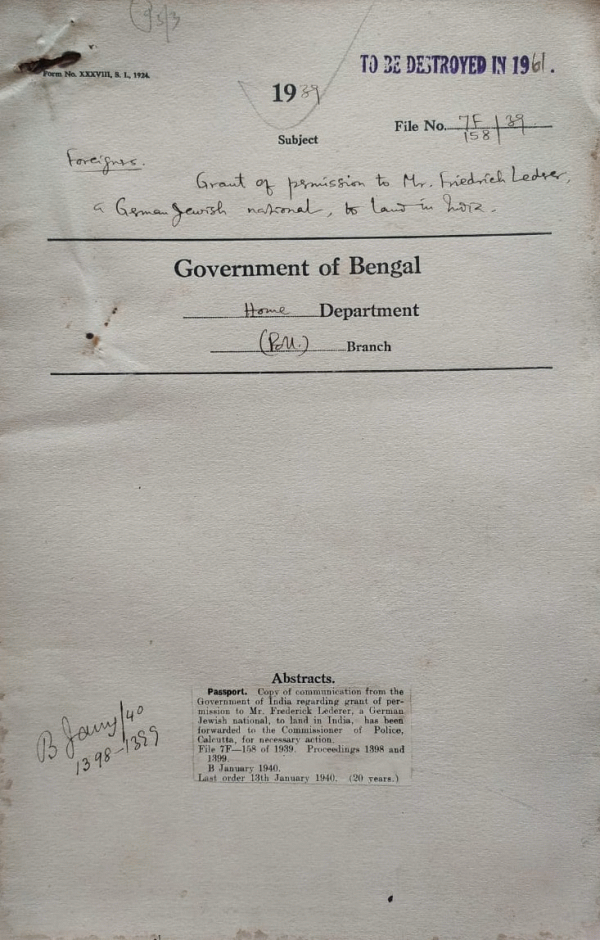 Form No. XXXVIII, S. I., 1934.
TO BE DESTROYED IN 1961.
1939
File No. 7F/158 | 39
Subject
Foreigners.
Grant of permission to Mr. Friedrich Lederer,
a German Jewish national, to land in India.
Government of Bengal
Home Department
Branch
Abstracts.
Passport. Copy of communication from the
Government of India regarding grant of per-
mission to Mr. Frederick Lederer, a German
Jewish national, to land in India, has been
forwarded to the Commissioner of Police,
Calcutta, for necessary action.
File 7F—158 of 1939. Proceedings 1398 and
1399.
B January 1940.
Last order 13th January 1940. (20 years.)
B Jany/40
1398-1399